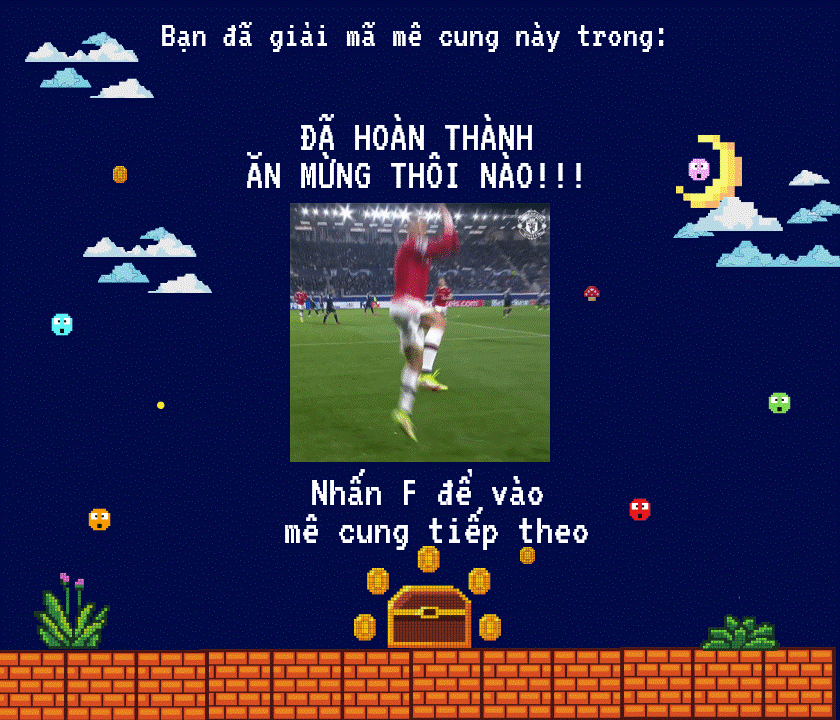 Bạn đã giải mã mê cung này trong:
ĐÃ HOÀN THÀNH
ĂN MỪNG THÔI NÀO!!!
Nhấn F để vào
mê cung tiếp theo